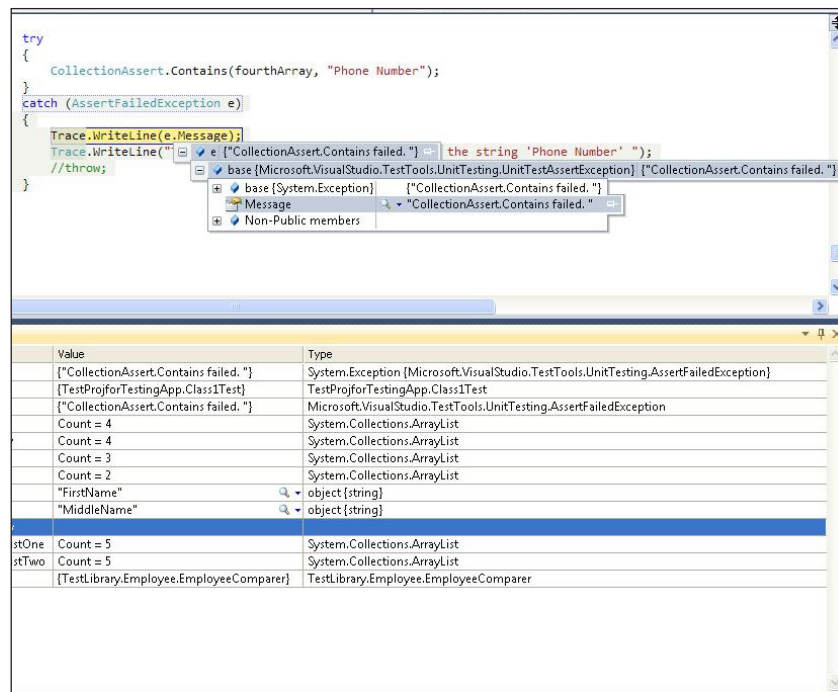 try
{
CollectionAssert.Contains(fourthArray, "Phone Number");
}
catch (AssertFailedException e)
{
Trace.WriteLine(e.Message);
Trace.WriteLine(" e {"CollectionAssert.Contains failed. "} the string 'Phone Number' ");
//throw; base {Microsoft.VisualStudio.TestTools.UnitTesting.UnitTestAssertException} {"CollectionAssert.Contains failed. "}
} base {System.Exception} {"CollectionAssert.Contains failed. "}
Message "CollectionAssert.Contains failed. "
Non-Public members
Value Type
{"CollectionAssert.Contains failed. "} System.Exception {Microsoft.VisualStudio.TestTools.UnitTesting.AssertFailedException}
{TestProjforTestingApp.Class1Test} TestProjforTestingApp.Class1Test
{"CollectionAssert.Contains failed. "} Microsoft.VisualStudio.TestTools.UnitTesting.AssertFailedException
Count = 4 System.Collections.ArrayList
Count = 4 System.Collections.ArrayList
Count = 3 System.Collections.ArrayList
Count = 2 System.Collections.ArrayList
"FirstName" object {string}
"MiddleName" object {string}
stOne Count = 5 System.Collections.ArrayList
stTwo Count = 5 System.Collections.ArrayList
{TestLibrary.Employee.EmployeeComparer} TestLibrary.Employee.EmployeeComparer